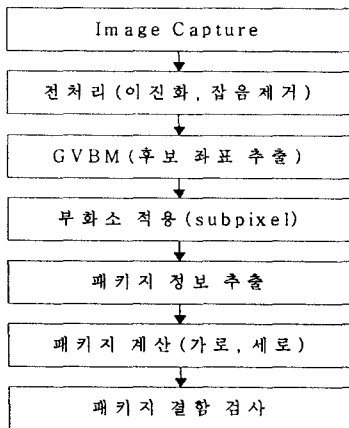 Image Capture
전처리(이진화, 잡음제거)
GVBM(후보 좌표 추출)
부화소 적용(subpixel)
패키지 정보 추출
패키지 계산(가로, 세로)
패키지 결함 검사